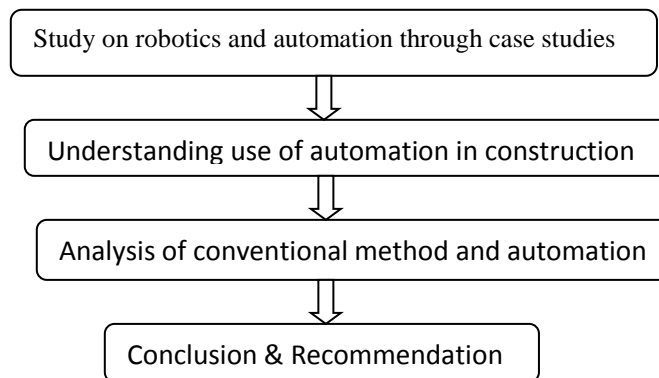 Study on robotics and automation through case studies
Understanding use of automation in construction
Analysis of conventional method and automation
Conclusion & Recommendation